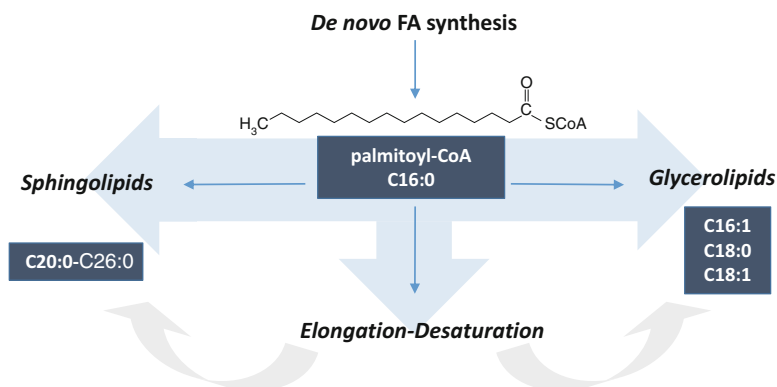 De novo FA synthesis
O
H₃C
SCoA
palmitoyl-CoA
C16:0
Sphingolipids
Glycerolipids
C16:1
C18:0
C18:1
C20:0-C26:0
Elongation-Desaturation